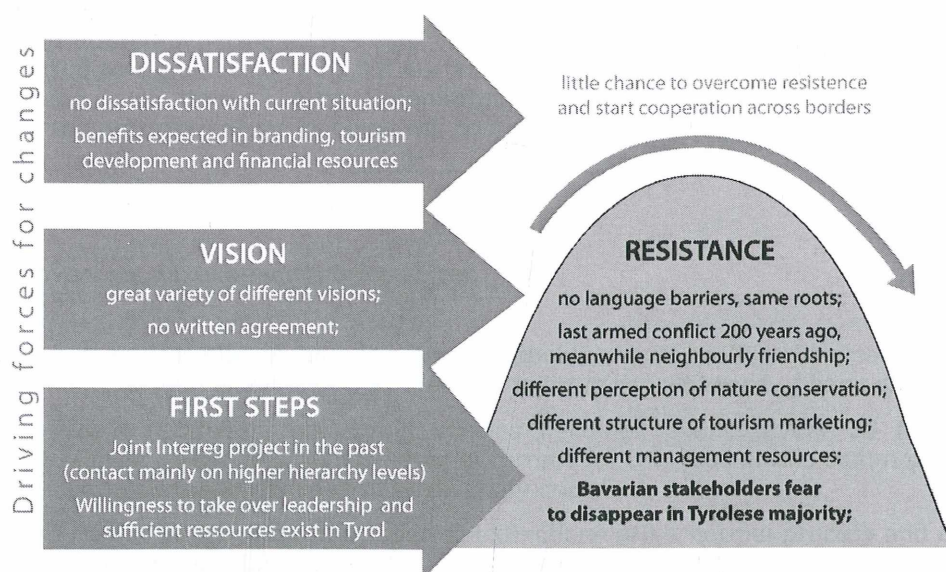 Driving forces for changes
DISSATISFACTION
no dissatisfaction with current situation;
benefits expected in branding, tourism
development and financial resources
VISION
great variety of different visions;
no written agreement;
FIRST STEPS
Joint Interreg project in the past
(contact mainly on higher hierarchy levels)
Willingness to take over leadership and
sufficient ressources exist in Tyrol
little chance to overcome resistence
and start cooperation across borders
RESISTANCE
no language barriers, same roots;
last armed conflict 200 years ago,
meanwhile neighbourly friendship;
different perception of nature conservation;
different structure of tourism marketing;
different management resources;
Bavarian stakeholders fear
to disappear in Tyrolese majority;